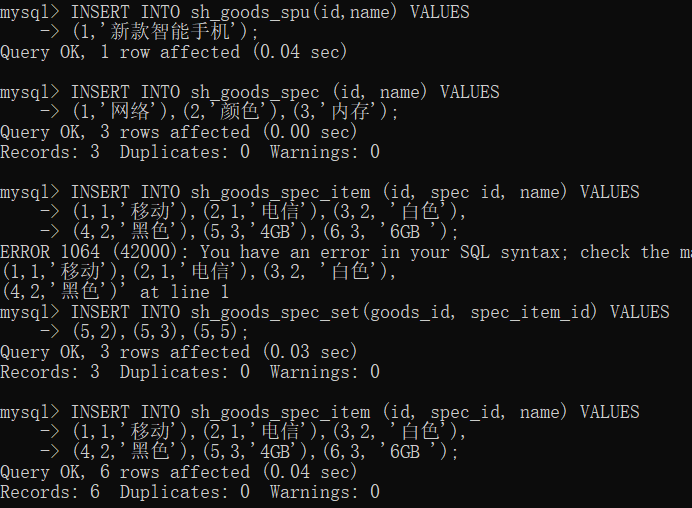 mysql> INSERT INTO sh_goods_spu(id,name) VALUES
    -> (1,'新款智能手机');
Query OK, 1 row affected (0.04 sec)
mysql> INSERT INTO sh_goods_spec (id, name) VALUES
    -> (1,'网络'),(2,'颜色'),(3,'内存');
Query OK, 3 rows affected (0.00 sec)
Records: 3  Duplicates: 0  Warnings: 0
mysql> INSERT INTO sh_goods_spec_item (id, spec id, name) VALUES
    -> (1,1,'移动'),(2,1,'电信'),(3,2, '白色'),
    -> (4,2,'黑色'),(5,3,'4GB'),(6,3, '6GB ');
ERROR 1064 (42000): You have an error in your SQL syntax; check the ma
(1,1,'移动'),(2,1,'电信'),(3,2, '白色'),
(4,2,'黑色')' at line 1
mysql> INSERT INTO sh_goods_spec_set(goods_id, spec_item_id) VALUES
    -> (5,2),(5,3),(5,5);
Query OK, 3 rows affected (0.03 sec)
Records: 3  Duplicates: 0  Warnings: 0
mysql> INSERT INTO sh_goods_spec_item (id, spec_id, name) VALUES
    -> (1,1,'移动'),(2,1,'电信'),(3,2, '白色'),
    -> (4,2,'黑色'),(5,3,'4GB'),(6,3, '6GB ');
Query OK, 6 rows affected (0.04 sec)
Records: 6  Duplicates: 0  Warnings: 0